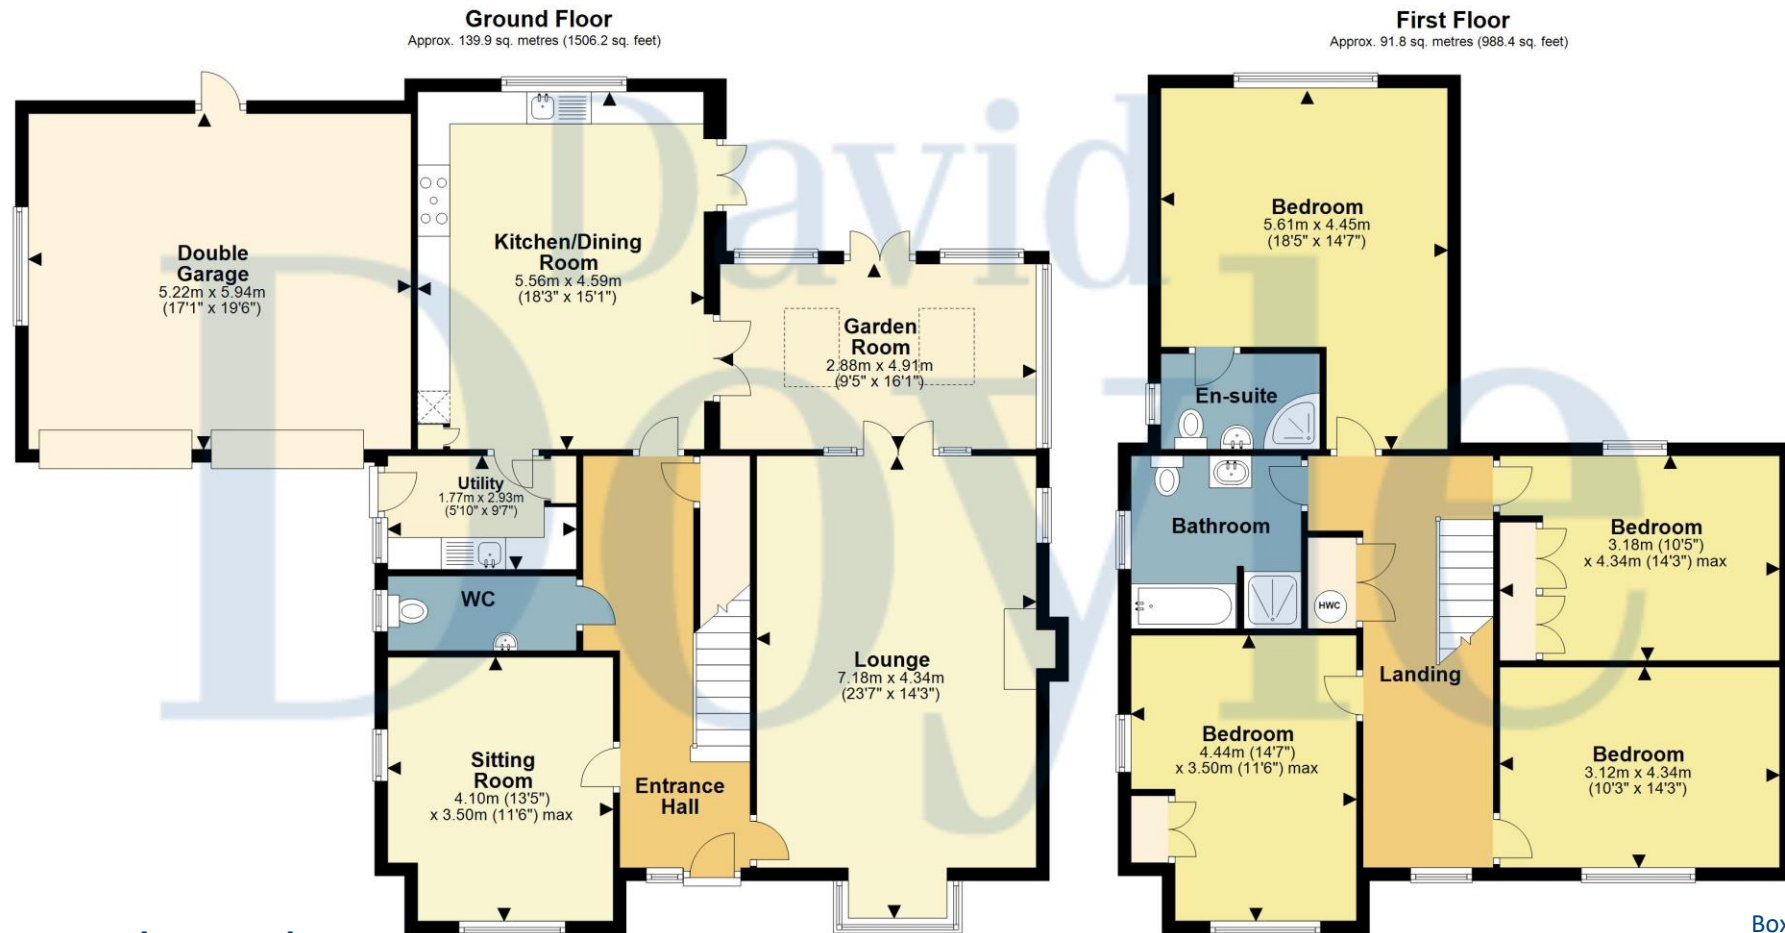 Ground Floor
Approx. 139.9 sq. metres (1506.2 sq. feet)
First Floor
Approx. 91.8 sq. metres (988.4 sq. feet)
David
Doyle
Double
Garage
5.22m x 5.94m
(17'1" x 19'6")
Kitchen/Dining
Room
5.56m x 4.59m
(18'3" x 15'1")
Garden
Room
2.88m x 4.91m
(9'5" x 16'1")
Utility
1.77m x 2.93m
(5'10" x 9'7")
WC
Sitting
Room
4.10m (13'5")
x 3.50m (11'6") max
Entrance
Hall
Lounge
7.18m x 4.34m
(23'7" x 14'3")
Bedroom
5.61m x 4.45m
(18'5" x 14'7")
En-suite
Bathroom
HWC
Landing
Bedroom
3.18m (10'5")
x 4.34m (14'3") max
Bedroom
4.44m (14'7")
x 3.50m (11'6") max
Bedroom
3.12m x 4.34m
(10'3" x 14'3")
Box